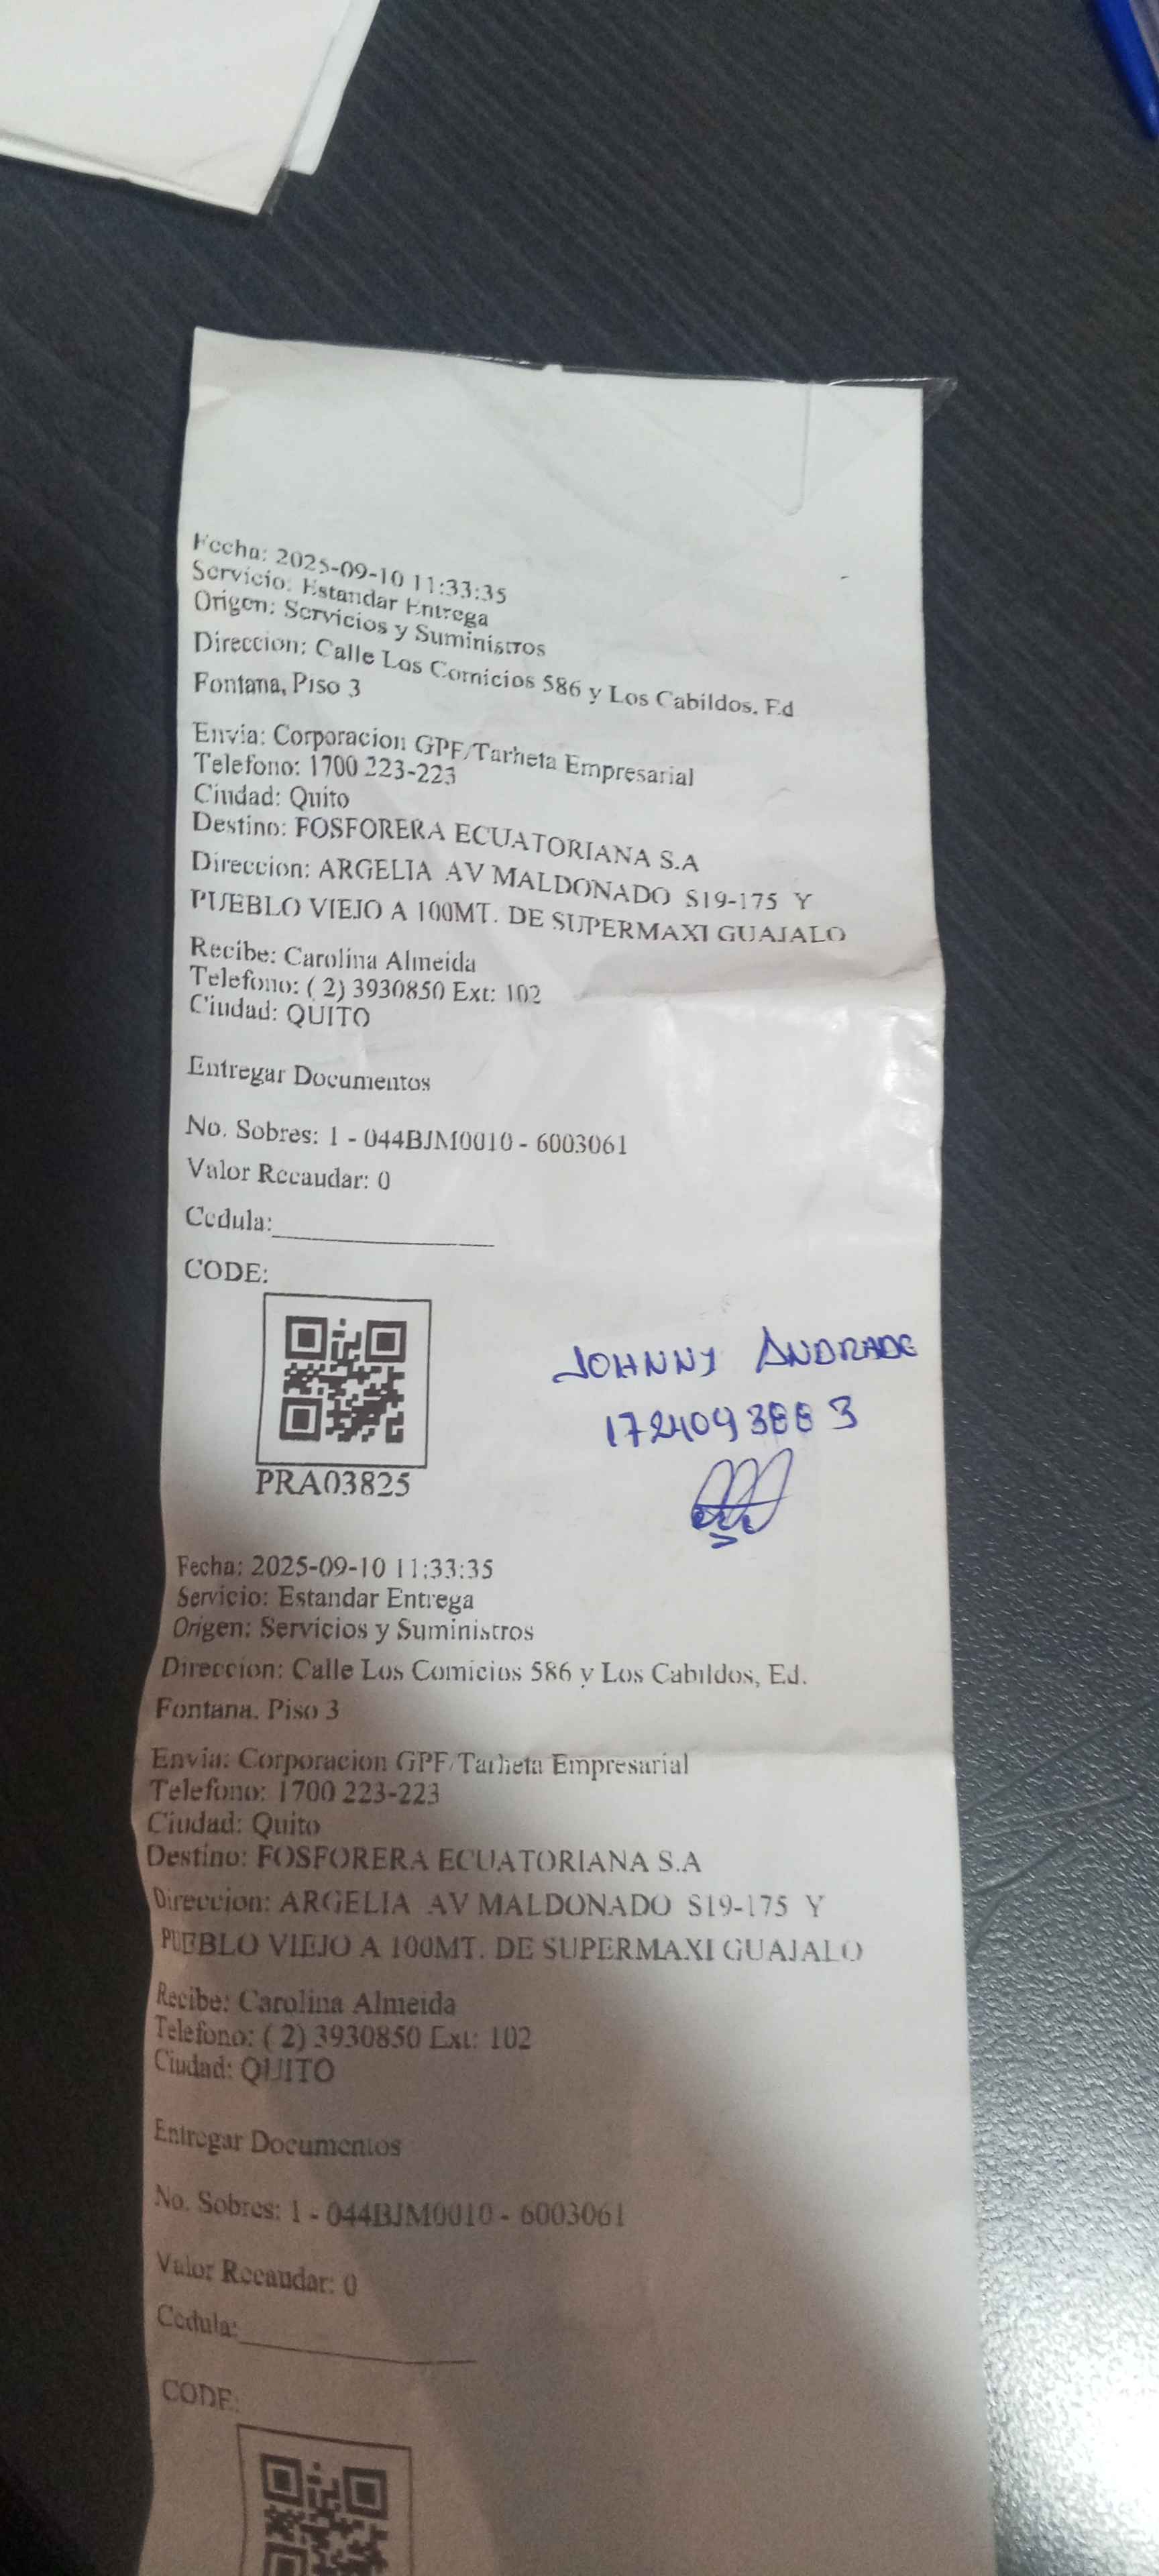 Fecha: 2025-09-10 11:33:35
Servicio: Estandar Entrega
Origen: Servicios y Suministros
Direccion: Calle Los Comicios 586 y Los Cabildos, Ed
Fontana, Piso 3
Envia: Corporacion GPF/Tarheta Empresarial
Telefono: 1700 223-223
Ciudad: Quito
Destino: FOSFORERA ECUATORIANA S.A
Direccion: ARGELIA AV MALDONADO S19-175 Y
PUEBLO VIEJO A 100MT. DE SUPERMAXI GUAJALO
Recibe: Carolina Almeida
Telefono: ( 2) 3930850 Ext: 102
Ciudad: QUITO
Entregar Documentos
No. Sobres: 1 - 044BJM0010 - 6003061
Valor Recaudar: 0
Cedula:
CODE:
JOHNNY ANDRADE
1724093883
PRA03825
Fecha: 2025-09-10 11:33:35
Servicio: Estandar Entrega
Origen: Servicios y Suministros
Direccion: Calle Los Comicios 586 y Los Cabildos, Ed.
Fontana, Piso 3
Envia: Corporacion GPF/Tarheta Empresarial
Telefono: 1700 223-223
Ciudad: Quito
Destino: FOSFORERA ECUATORIANA S.A
Direccion: ARGELIA AV MALDONADO S19-175 Y
PUEBLO VIEJO A 100MT. DE SUPERMAXI GUAJALO
Recibe: Carolina Almeida
Telefono: ( 2) 3930850 Ext: 102
Ciudad: QUITO
Entregar Documentos
No. Sobres: 1 - 044BJM0010 - 6003061
Valor Recaudar: 0
Cedula:
CODE: